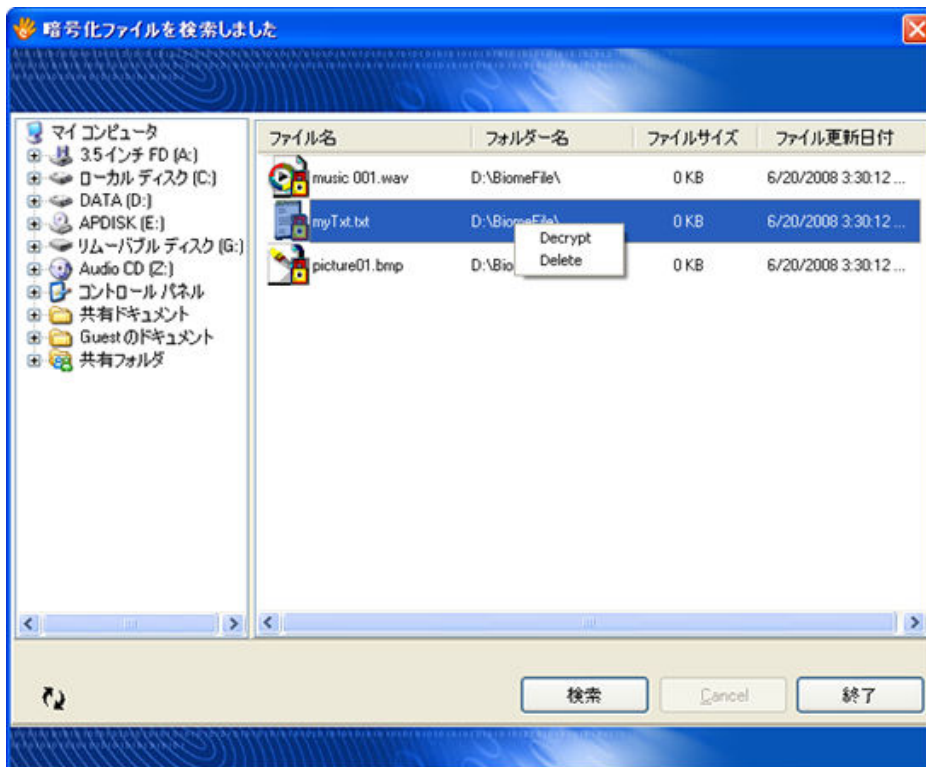 暗号化ファイルを検索しました
マイ コンピュータ
3.5インチ FD (A:)
ローカル ディスク (C:)
DATA (D:)
APDISK (E:)
リムーバブル ディスク (G:)
Audio CD (Z:)
コントロール パネル
共有ドキュメント
Guest のドキュメント
共有フォルダ
ファイル名 フォルダー名 ファイルサイズ ファイル更新日付
music 001.wav D:\BiomeFile\ 0 KB 6/20/2008 3:30:12 ...
myTxt.txt D:\BiomeFile\ 0 KB 6/20/2008 3:30:12 ...
Decrypt
Delete
picture01.bmp D:\Bio 0 KB 6/20/2008 3:30:12 ...
検索 Cancel 終了